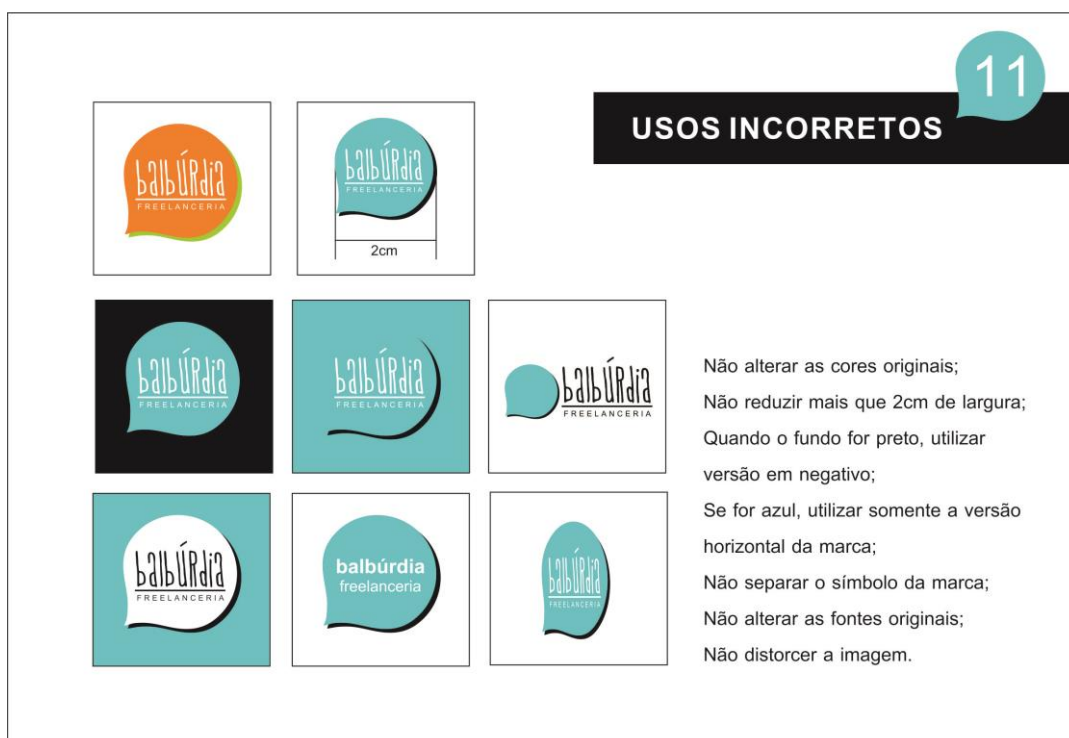 11
USOS INCORRETOS
balbÚRdia
FREELANCERIA
balbÚRdia
FREELANCERIA
2cm
balbÚRdia
FREELANCERIA
balbÚRdia
FREELANCERIA
balbÚRdia
FREELANCERIA
balbÚRdia
FREELANCERIA
balbúrdia
freelanceria
balbÚRdia
FREELANCERIA
Não alterar as cores originais;
Não reduzir mais que 2cm de largura;
Quando o fundo for preto, utilizar
versão em negativo;
Se for azul, utilizar somente a versão
horizontal da marca;
Não separar o símbolo da marca;
Não alterar as fontes originais;
Não distorcer a imagem.